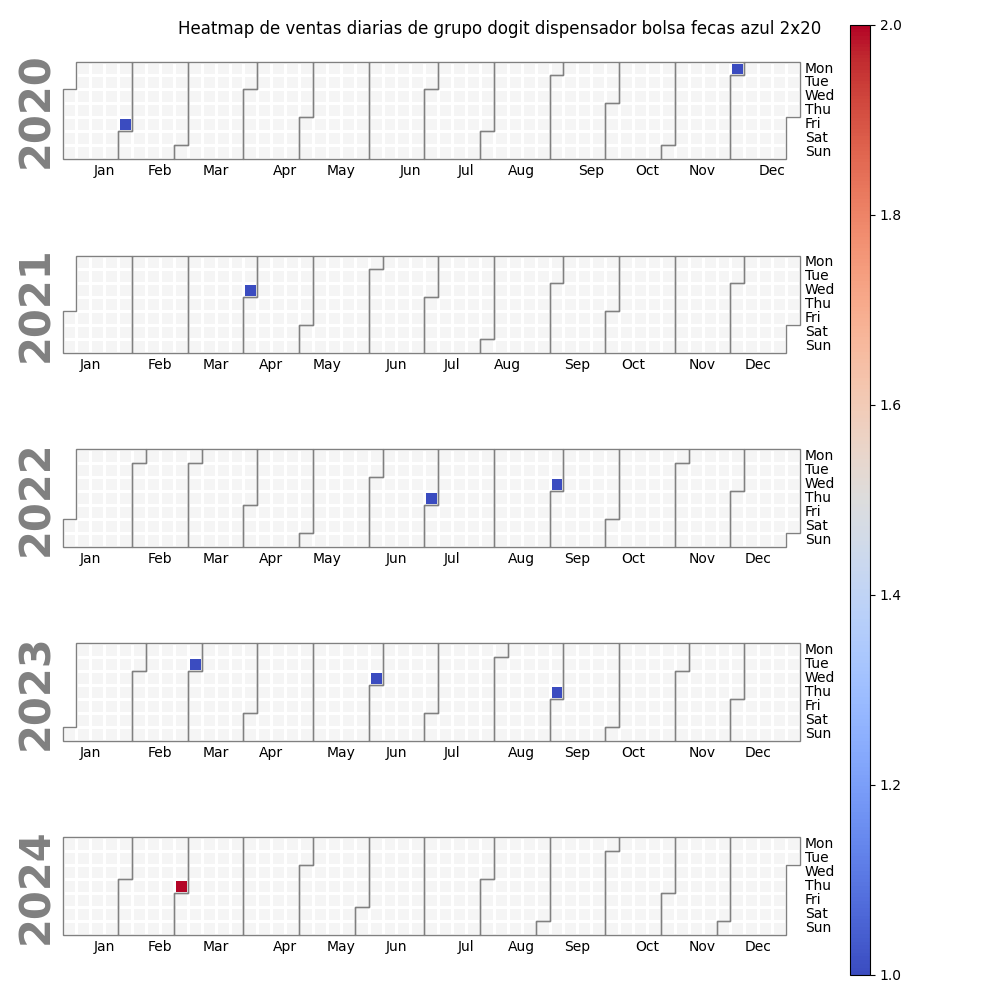 Heatmap de ventas diarias de grupo dogit dispensador bolsa fecas azul 2x20
2020
Mon
Tue
Wed
Thu
Fri
Sat
Sun
Jan Feb Mar Apr May Jun Jul Aug Sep Oct Nov Dec
2021
Mon
Tue
Wed
Thu
Fri
Sat
Sun
Jan Feb Mar Apr May Jun Jul Aug Sep Oct Nov Dec
2022
Mon
Tue
Wed
Thu
Fri
Sat
Sun
Jan Feb Mar Apr May Jun Jul Aug Sep Oct Nov Dec
2023
Mon
Tue
Wed
Thu
Fri
Sat
Sun
Jan Feb Mar Apr May Jun Jul Aug Sep Oct Nov Dec
2024
Mon
Tue
Wed
Thu
Fri
Sat
Sun
Jan Feb Mar Apr May Jun Jul Aug Sep Oct Nov Dec
2.0
1.8
1.6
1.4
1.2
1.0